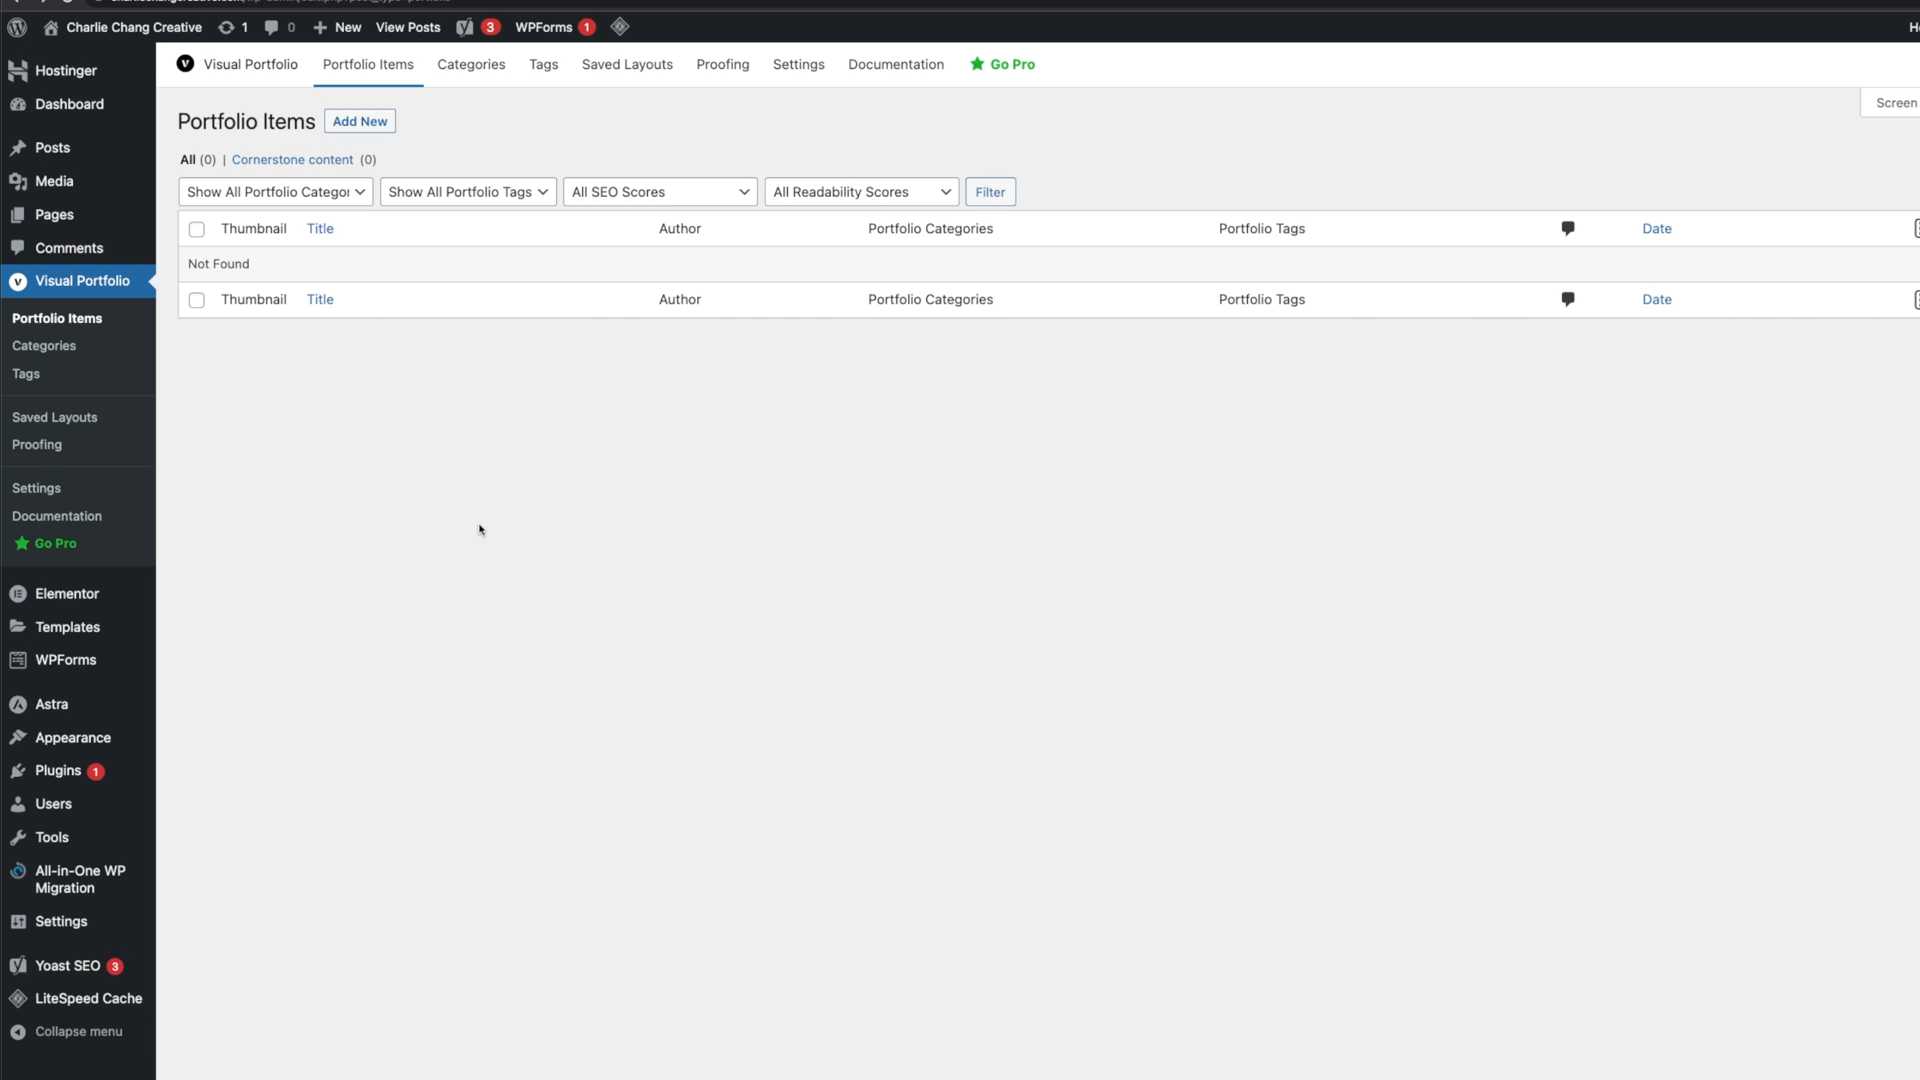 Charlie Chang Creative 1 0 New View Posts 3 WPForms 1
Hostinger
Dashboard
Posts
Media
Pages
Comments
Visual Portfolio
Portfolio Items
Categories
Tags
Saved Layouts
Proofing
Settings
Documentation
Go Pro
Elementor
Templates
WPForms
Astra
Appearance
Plugins 1
Users
Tools
All-in-One WP
Migration
Settings
Yoast SEO 3
LiteSpeed Cache
Collapse menu
Visual Portfolio Portfolio Items Categories Tags Saved Layouts Proofing Settings Documentation Go Pro
Screen
Portfolio Items Add New
All (0) | Cornerstone content (0)
Show All Portfolio Categor Show All Portfolio Tags All SEO Scores All Readability Scores Filter
Thumbnail Title Author Portfolio Categories Portfolio Tags Date
Not Found
Thumbnail Title Author Portfolio Categories Portfolio Tags Date